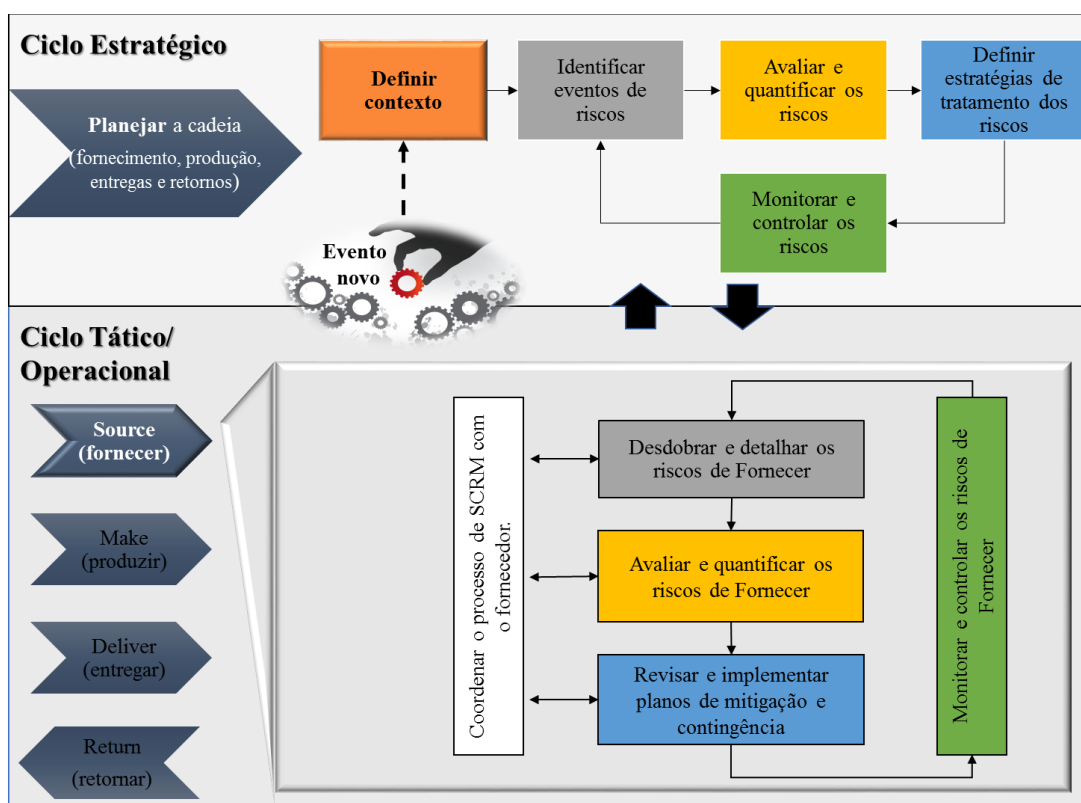 Ciclo Estratégico
Planejar a cadeia
(fornecimento, produção,
entregas e retornos)
Definir
contexto
Identificar
eventos de
riscos
Avaliar e
quantificar os
riscos
Definir
estratégias de
tratamento dos
riscos
Monitorar e
controlar os
riscos
Evento
novo
Ciclo Tático/
Operacional
Source
(fornecer)
Make
(produzir)
Deliver
(entregar)
Return
(retornar)
Coordenar o processo de SCRM com
o fornecedor.
Desdobrar e detalhar os
riscos de Fornecer
Avaliar e quantificar os
riscos de Fornecer
Revisar e implementar
planos de mitigação e
contingência
Monitorar e controlar os riscos de
Fornecer